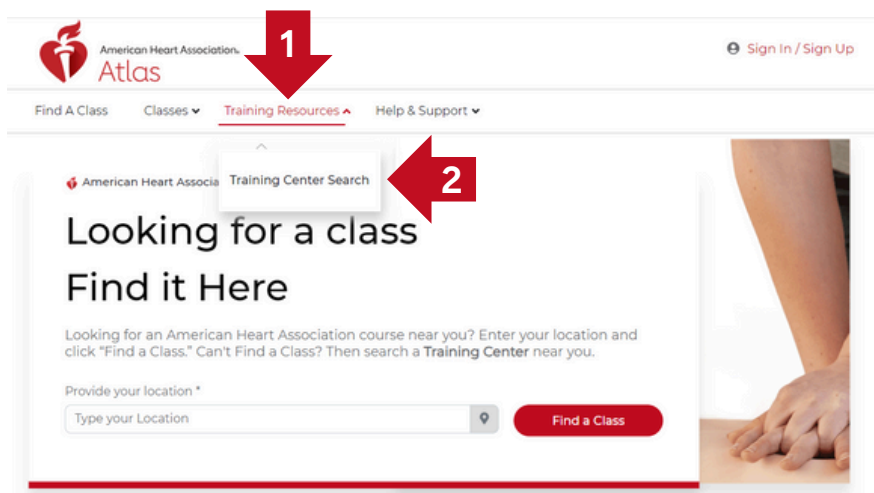 American Heart Association
Atlas
1
Sign In / Sign Up
Find A Class Classes Training Resources Help & Support
Training Center Search
2
American Heart
Looking for a class
Find it Here
Looking for an American Heart Association course near you? Enter your location and
click “Find a Class.” Can't Find a Class? Then search a Training Center near you.
Provide your location *
Type your Location
Find a Class